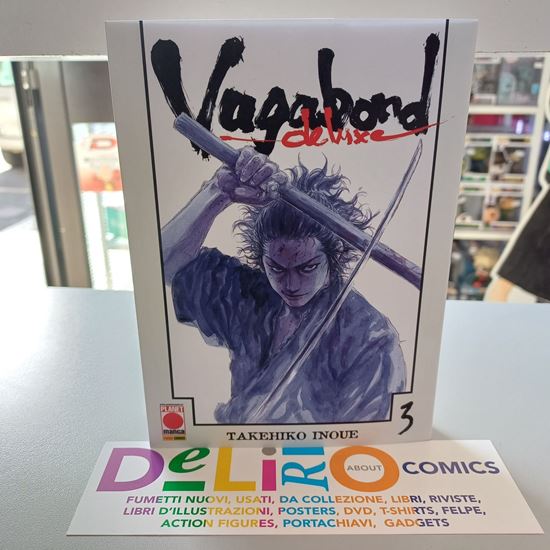 Vagabond
deluxe
PLANET
manga
TAKEHIKO INOUE
3
DeLiRiO ABOUT COMICS
FUMETTI NUOVI, USATI, DA COLLEZIONE, LIBRI, RIVISTE,
LIBRI D'ILLUSTRAZIONI, POSTERS, DVD, T-SHIRTS, FELPE,
ACTION FIGURES, PORTACHIAVI, GADGETS